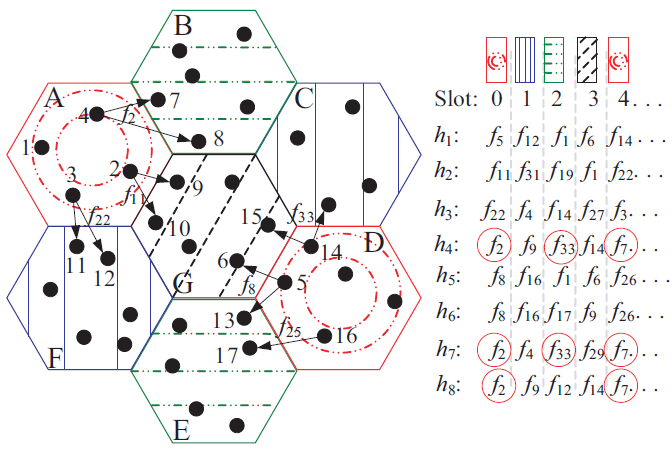 B
A
C
4
7
f₂
1
8
2
3
9
f₁₁
f₂₂
10
15
f₃₃
14
D
11
12
6
G
f₈
5
13
f₂₅
16
17
F
E
Slot: 0 1 2 3 4 . . .
h₁: f₅ f₁₂ f₁ f₆ f₁₄ . . .
h₂: f₁₁ f₃₁ f₁₉ f₁ f₂₂. . .
h₃: f₂₂ f₄ f₁₄ f₂₇ f₃. . .
h₄: f₂ f₉ f₃₃ f₁₄ f₇. . .
h₅: f₈ f₁₆ f₁ f₆ f₂₆ . . .
h₆: f₈ f₁₆ f₁₇ f₉ f₂₆. . .
h₇: f₂ f₄ f₃₃ f₂₉ f₇. . .
h₈: f₂ f₉ f₁₂ f₁₄ f₇. . .